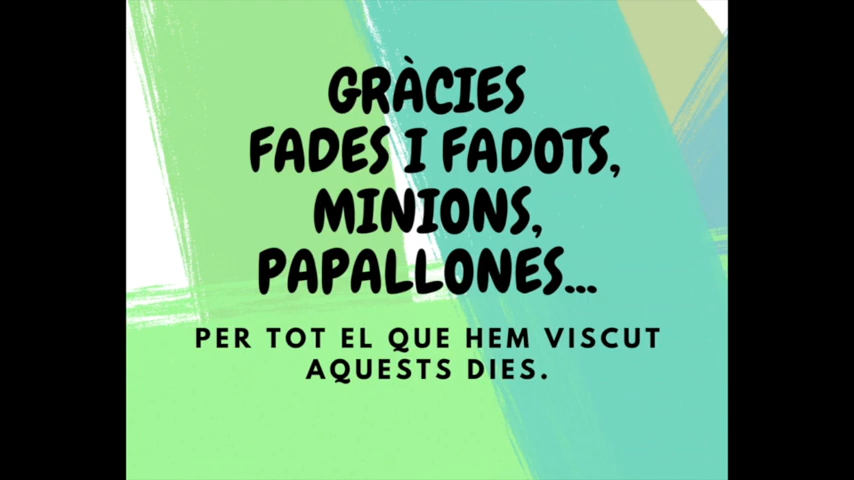 GRÀCIES
FADES I FADOTS,
MINIONS,
PAPALLONES...
PER TOT EL QUE HEM VISCUT
AQUESTS DIES.